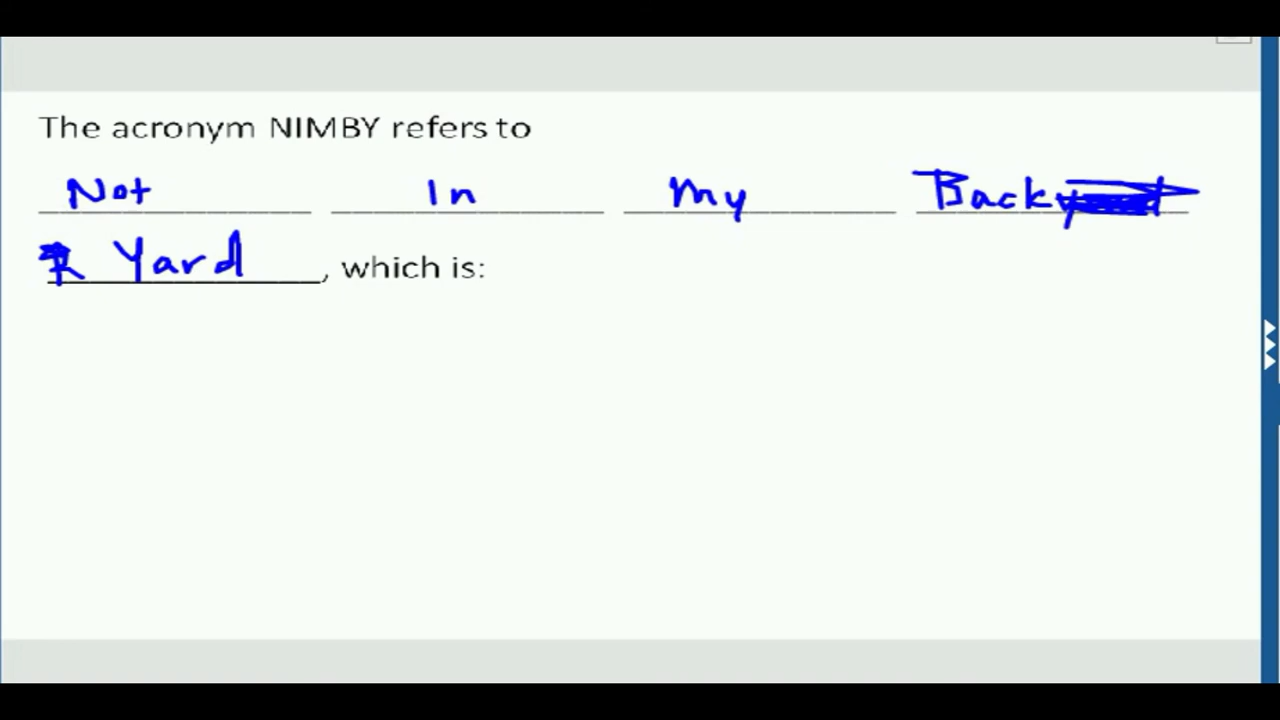 The acronym NIMBY refers to
Not In My Back
Yard, which is: